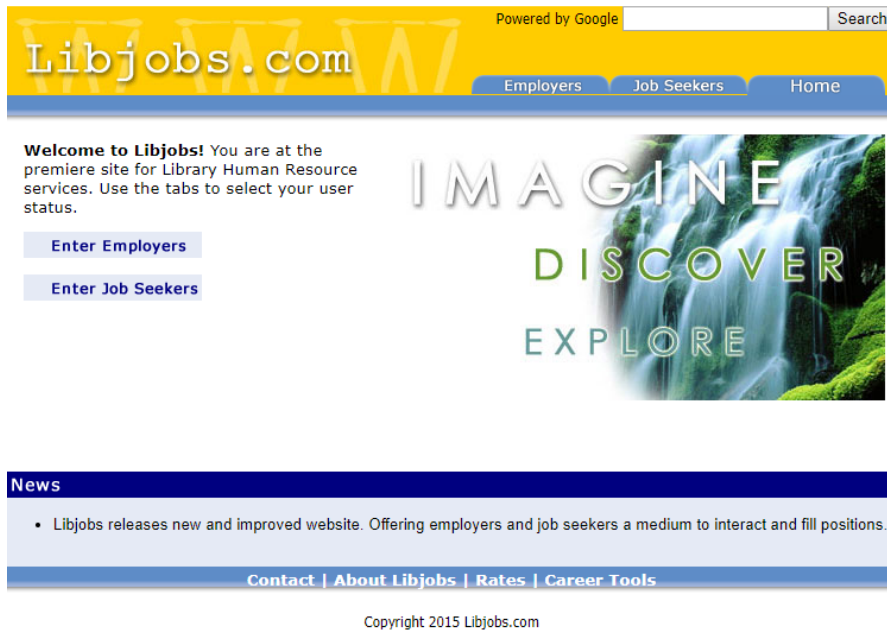 Powered by Google Search
Libjobs.com
Employers Job Seekers Home
Welcome to Libjobs! You are at the
premiere site for Library Human Resource
services. Use the tabs to select your user
status.
Enter Employers
Enter Job Seekers
IMAGINE
DISCOVER
EXPLORE
News
• Libjobs releases new and improved website. Offering employers and job seekers a medium to interact and fill positions.
Contact | About Libjobs | Rates | Career Tools
Copyright 2015 Libjobs.com